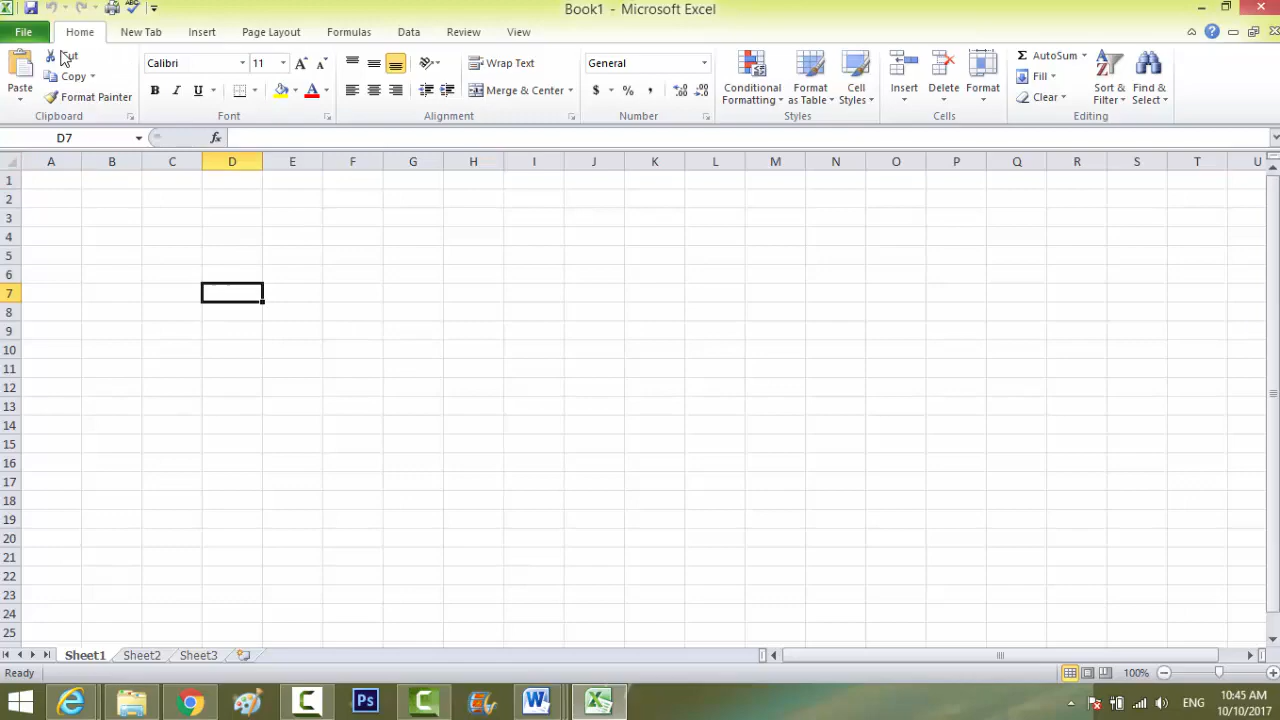 Book1 - Microsoft Excel
File Home New Tab Insert Page Layout Formulas Data Review View
Paste
Cut
Copy
Format Painter
Clipboard
Calibri 11
B I U A A A
Font
Wrap Text
Merge & Center
Alignment
General
$ % ,
Number
Conditional Formatting
Format as Table
Cell Styles
Styles
Insert
Delete
Format
Cells
Σ AutoSum
Fill
Clear
Sort & Filter
Find & Select
Editing
D7 fx
A B C D E F G H I J K L M N O P Q R S T U
1
2
3
4
5
6
7
8
9
10
11
12
13
14
15
16
17
18
19
20
21
22
23
24
25
Sheet1 Sheet2 Sheet3
Ready 100%
Ps
ENG
10:45 AM
10/10/2017